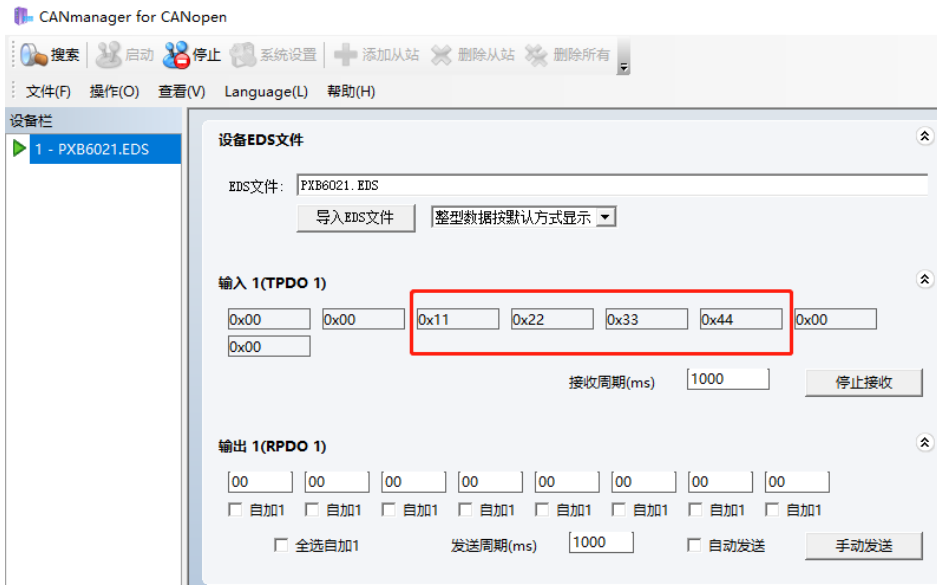 CANmanager for CANopen
搜索 启动 停止 系统设置 添加从站 删除从站 删除所有
文件(F) 操作(O) 查看(V) Language(L) 帮助(H)
设备栏
1 - PXB6021.EDS
设备EDS文件
EDS文件: PXB6021.EDS
导入EDS文件 整型数据按默认方式显示
输入 1(TPDO 1)
0x00 0x00 0x11 0x22 0x33 0x44 0x00
0x00
接收周期(ms) 1000 停止接收
输出 1(RPDO 1)
00 00 00 00 00 00 00 00
自加1 自加1 自加1 自加1 自加1 自加1 自加1 自加1
全选自加1 发送周期(ms) 1000 自动发送 手动发送